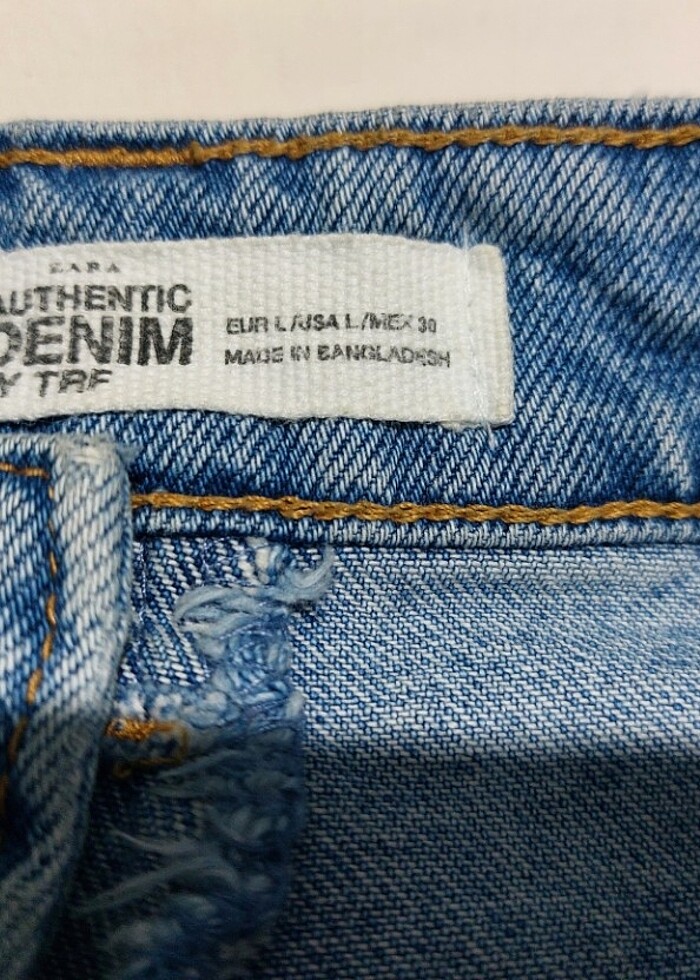 ZARA
AUTHENTIC
DENIM
Y TRF
EUR L/USA L/MEX 30
MADE IN BANGLADESH